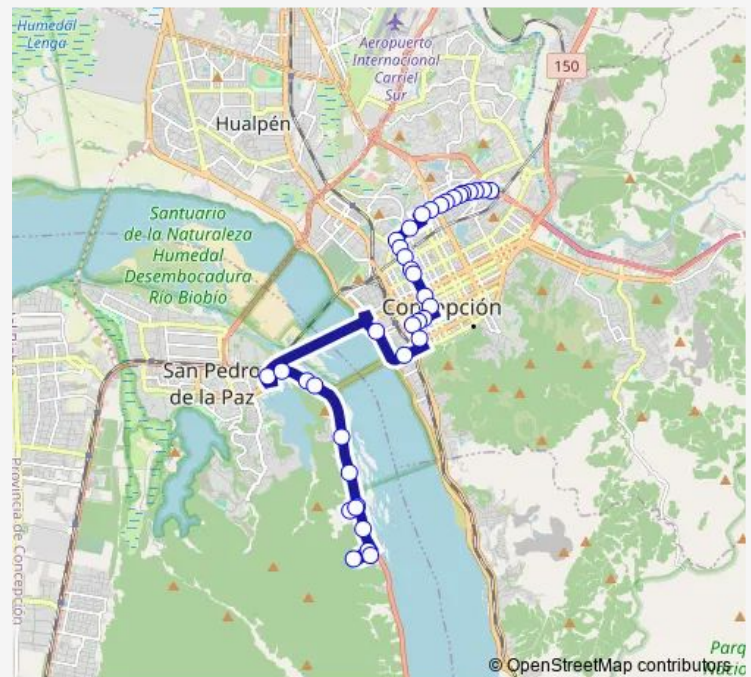 Humedal
Lenga
Aeropuerto
Internacional
Carriel
Sur
150
Hualpén
Santuario
de la Naturaleza
Humedal
Desembocadura
Río Biobío
Concepción
San Pedro
de la Paz
Provincia de Concepción
Parq
Nacio
© OpenStreetMap contributors